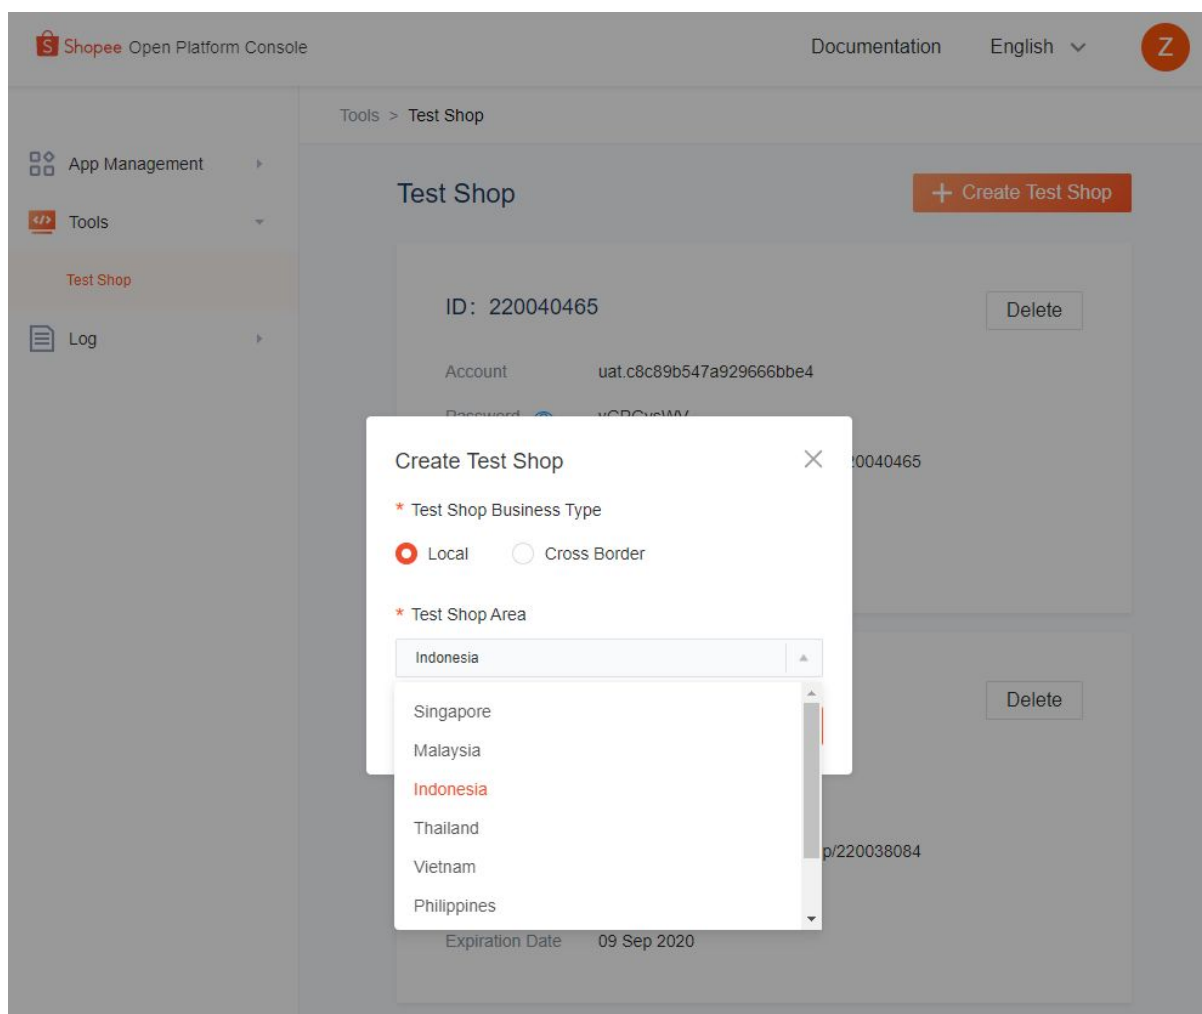 Shopee Open Platform Console
Documentation
English
Z
Tools > Test Shop
App Management
Tools
Test Shop
Log
Test Shop
+ Create Test Shop
ID: 220040465
Delete
Account uat.c8c89b547a929666bbe4
Password
20040465
Create Test Shop
* Test Shop Business Type
Local
Cross Border
* Test Shop Area
Indonesia
Singapore
Malaysia
Indonesia
Thailand
Vietnam
Philippines
Delete
p/220038084
Expiration Date 09 Sep 2020